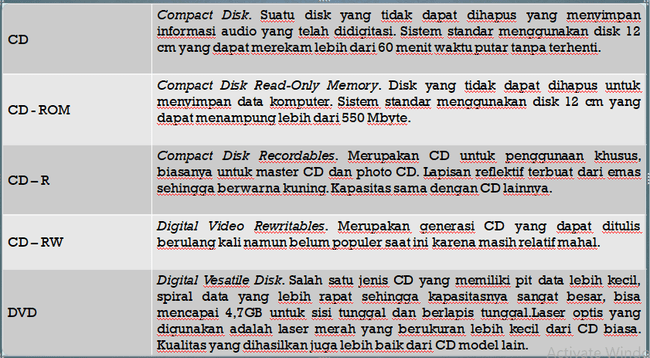 CD
Compact Disk. Suatu disk yang tidak dapat dihapus yang menyimpan
informasi audio yang telah didigitasi. Sistem standar menggunakan disk 12
cm yang dapat merekam lebih dari 60 menit waktu putar tanpa terhenti.
CD - ROM
Compact Disk Read-Only Memory. Disk yang tidak dapat dihapus untuk
menyimpan data komputer. Sistem standar menggunakan disk 12 cm yang
dapat menampung lebih dari 550 Mbyte.
CD – R
Compact Disk Recordables. Merupakan CD untuk penggunaan khusus,
biasanya untuk master CD dan photo CD. Lapisan reflektif terbuat dari emas
sehingga berwarna kuning. Kapasitas sama dengan CD lainnya.
CD – RW
Digital Video Rewritables. Merupakan generasi CD yang dapat ditulis
berulang kali namun belum populer saat ini karena masih relatif mahal.
DVD
Digital Vesatile Disk. Salah satu jenis CD yang memiliki pit data lebih kecil,
spiral data yang lebih rapat sehingga kapasitasnya sangat besar, bisa
mencapai 4,7GB untuk sisi tunggal dan berlapis tunggal.Laser optis yang
digunakan adalah laser merah yang berukuran lebih kecil dari CD biasa.
Kualitas yang dihasilkan juga lebih baik dari CD model lain.
Activate Windo